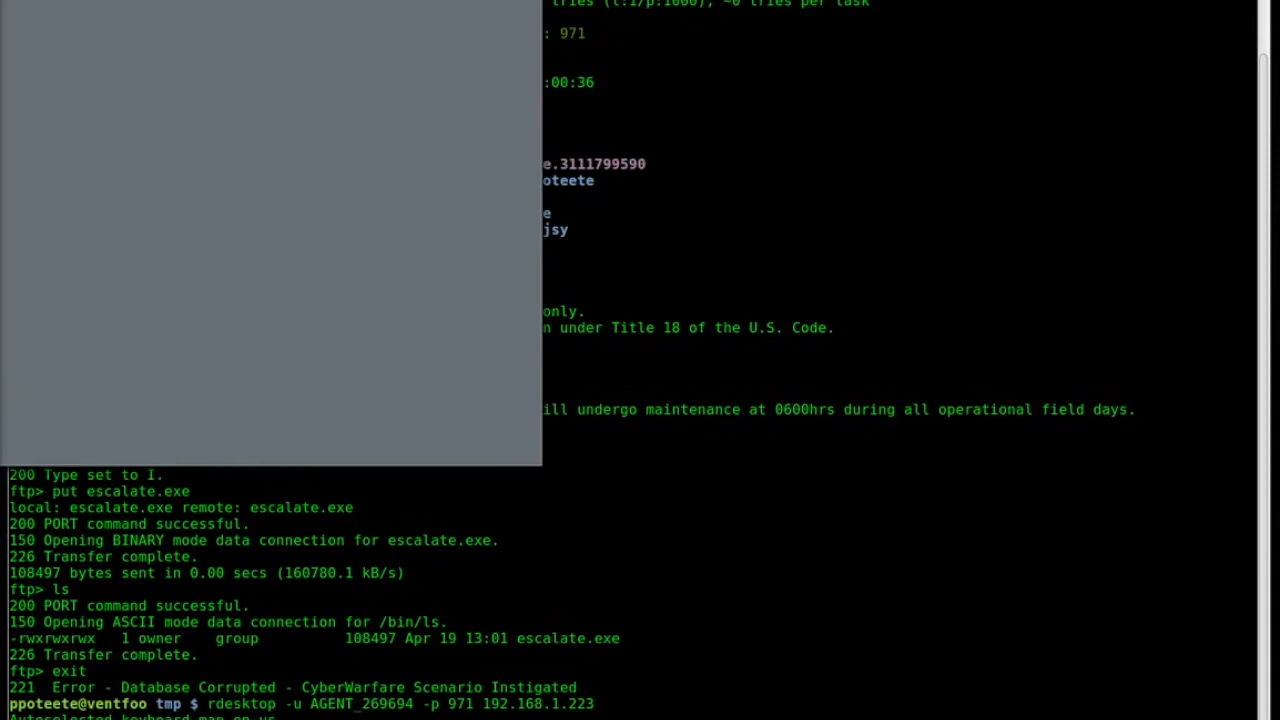 tries (l:1/p:1000), ~0 tries per task
: 971
:00:36
e.3111799590
oteete
e
jsy
only.
n under Title 18 of the U.S. Code.
ill undergo maintenance at 0600hrs during all operational field days.
200 Type set to I.
ftp> put escalate.exe
local: escalate.exe remote: escalate.exe
200 PORT command successful.
150 Opening BINARY mode data connection for escalate.exe.
226 Transfer complete.
108497 bytes sent in 0.00 secs (160780.1 kB/s)
ftp> ls
200 PORT command successful.
150 Opening ASCII mode data connection for /bin/ls.
-rwxrwxrwx   1 owner    group          108497 Apr 19 13:01 escalate.exe
226 Transfer complete.
ftp> exit
221  Error - Database Corrupted - CyberWarfare Scenario Instigated
ppoteete@ventfoo tmp $ rdesktop -u AGENT_269694 -p 971 192.168.1.223
Autoselected keyboard map en-us